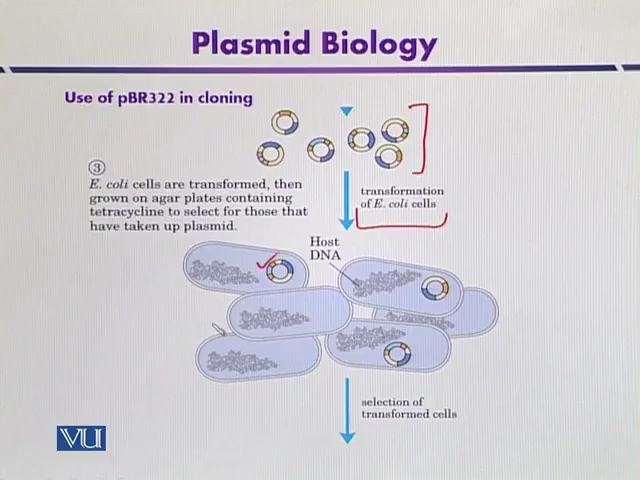 Plasmid Biology
Use of pBR322 in cloning
③
E. coli cells are transformed, then
grown on agar plates containing
tetracycline to select for those that
have taken up plasmid.
transformation
of E. coli cells
Host
DNA
selection of
transformed cells
VU